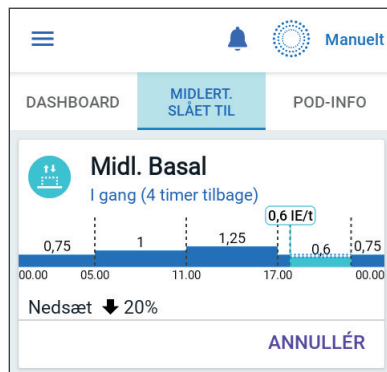 Manuelt
DASHBOARD
MIDLERT.
SLÅET TIL
POD-INFO
Midl. Basal
I gang (4 timer tilbage)
0,6 IE/t
0,75 1 1,25 0,6 0,75
00.00 05.00 11.00 17.00 00.00
Nedsæt 20%
ANNULLÉR